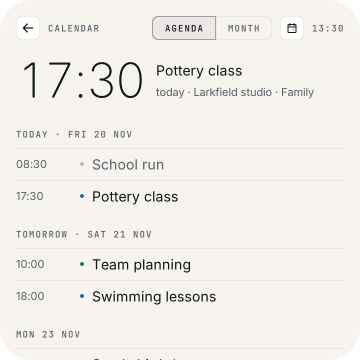 CALENDAR
AGENDA
MONTH
13:30
17:30
Pottery class
today · Larkfield studio · Family
TODAY · FRI 20 NOV
08:30 • School run
17:30 • Pottery class
TOMORROW · SAT 21 NOV
10:00 • Team planning
18:00 • Swimming lessons
MON 23 NOV